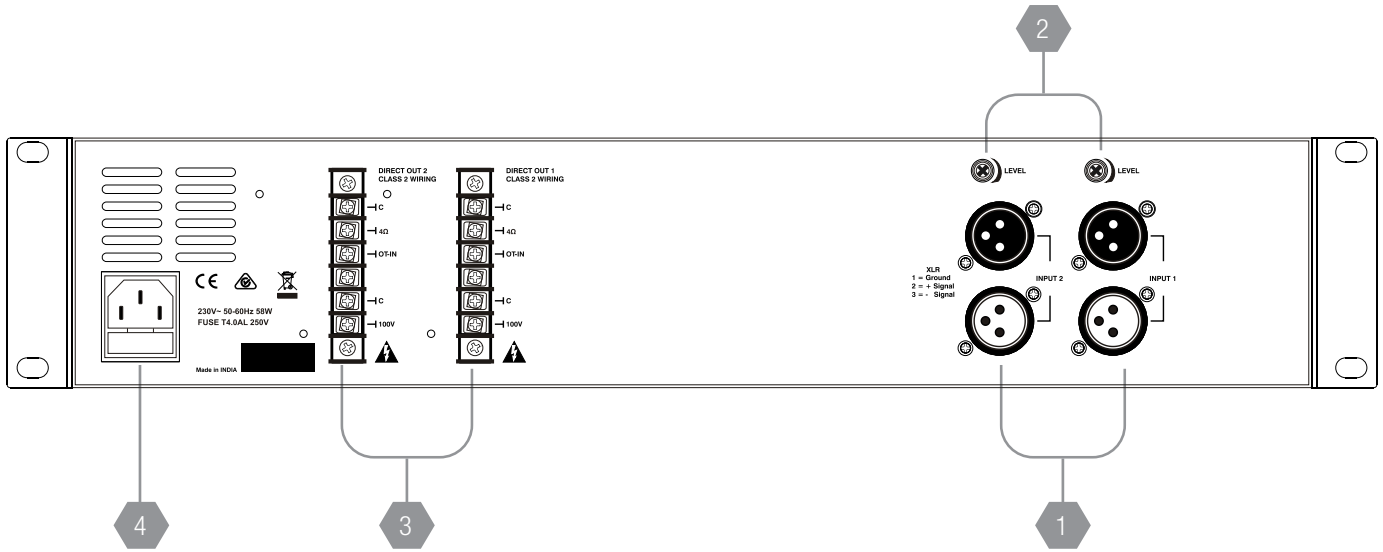 2
DIRECT OUT 2
CLASS 2 WIRING
C
4Ω
OT-IN
C
100V
DIRECT OUT 1
CLASS 2 WIRING
C
4Ω
OT-IN
C
100V
LEVEL
LEVEL
XLR
1 = Ground
2 = + Signal
3 = - Signal
INPUT 2
INPUT 1
CE
230V~ 50-60Hz 58W
FUSE T4.0AL 250V
Made in INDIA
4
3
1